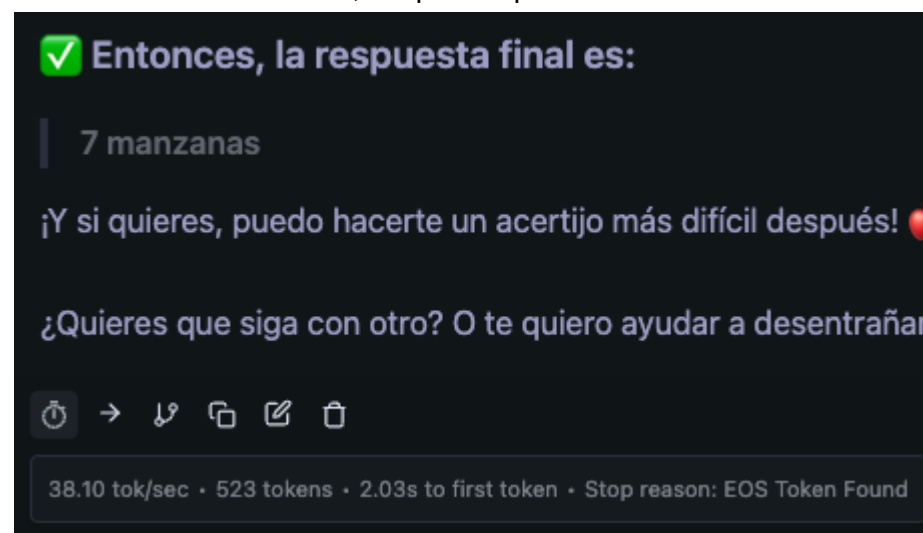 ✅ Entonces, la respuesta final es:
7 manzanas
¡Y si quieres, puedo hacerte un acertijo más difícil después!
¿Quieres que siga con otro? O te quiero ayudar a desentrañar
38.10 tok/sec • 523 tokens • 2.03s to first token • Stop reason: EOS Token Found